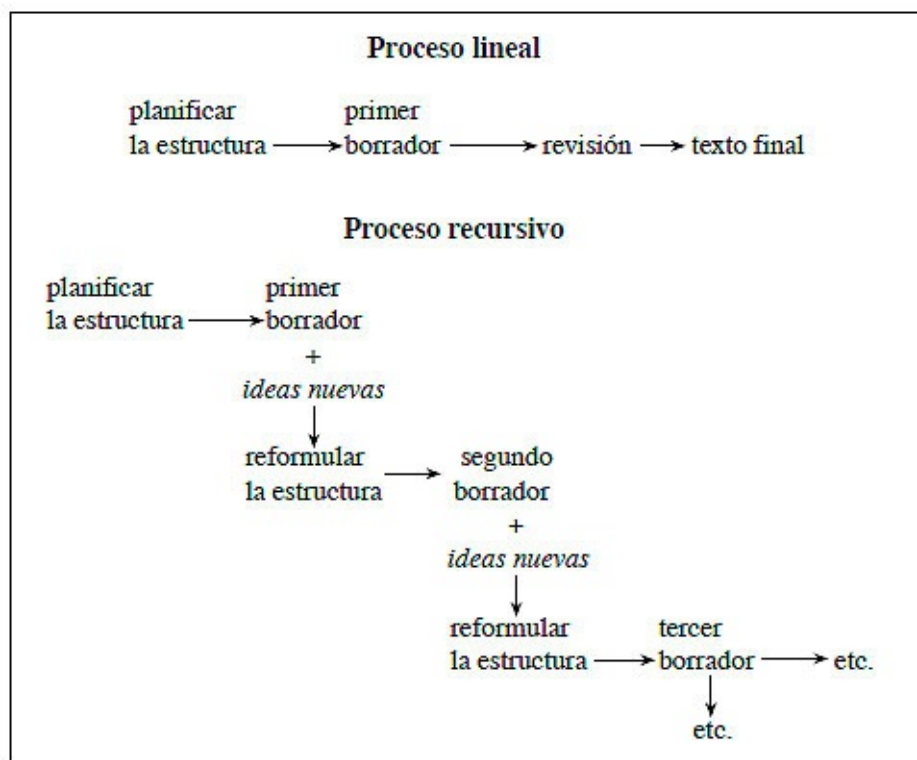 Proceso lineal
planificar primer
la estructura borrador revisión texto final
Proceso recursivo
planificar primer
la estructura borrador
+
ideas nuevas
reformular segundo
la estructura borrador
+
ideas nuevas
reformular tercer
la estructura borrador etc.
etc.